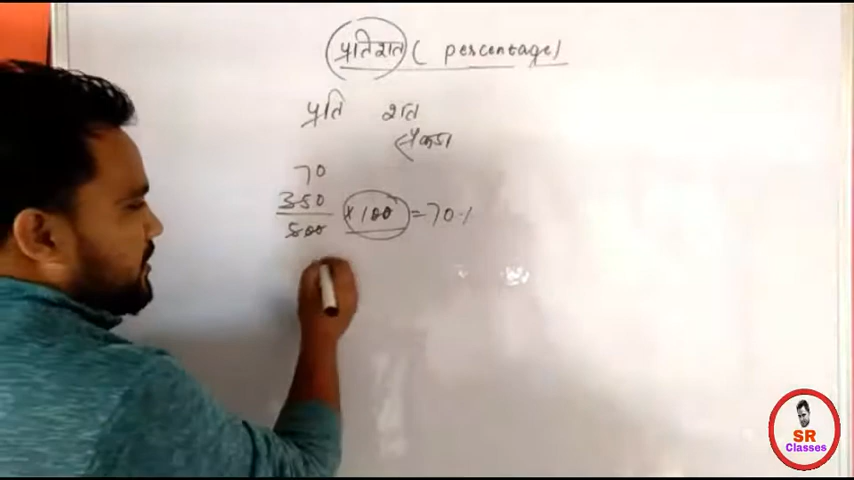 प्रतिशत ( percentage )
प्रति शत
सैकडा
70
350 × 100 = 70%
500
SR
Classes